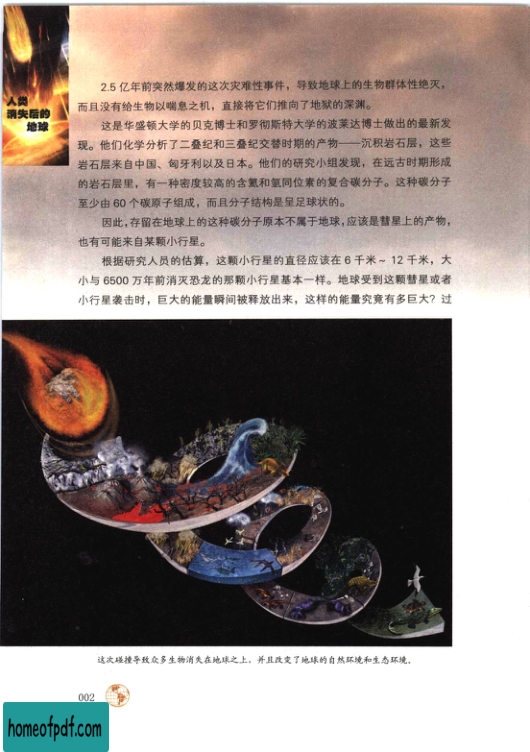 人类
消失后的
地球
2.5 亿年前突然爆发的这次灾难性事件，导致地球上的生物群体性绝灭，
而且没有给生物以喘息之机，直接将它们推向了地狱的深渊。
这是华盛顿大学的贝克博士和罗彻斯特大学的波莱达博士做出的最新发
现。他们化学分析了二叠纪和三叠纪交替时期的产物——沉积岩石层，这些
岩石层来自中国、匈牙利以及日本。他们的研究小组发现，在远古时期形成
的岩石层里，有一种密度较高的含氦和氩同位素的复合碳分子。这种碳分子
至少由 60 个碳原子组成，而且分子结构是呈足球状的。
因此，存留在地球上的这种碳分子原本不属于地球，应该是彗星上的产物，
也有可能来自某颗小行星。
根据研究人员的估算，这颗小行星的直径应该在 6 千米～ 12 千米，大
小与 6500 万年前消灭恐龙的那颗小行星基本一样。地球受到这颗彗星或者
小行星袭击时，巨大的能量瞬间被释放出来，这样的能量究竟有多巨大？过
这次碰撞导致众多生物消失在地球之上，并且改变了地球的自然环境和生态环境。
002
homeofpdf.com